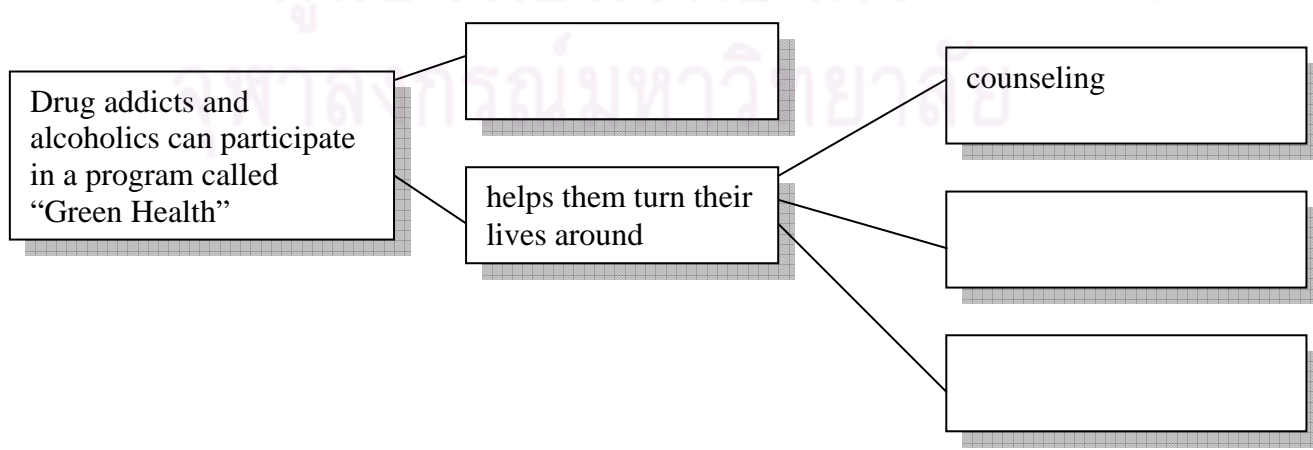 จุฬาลงกรณ์มหาวิทยาลัย
Drug addicts and
alcoholics can participate
in a program called
“Green Health”
helps them turn their
lives around
counseling